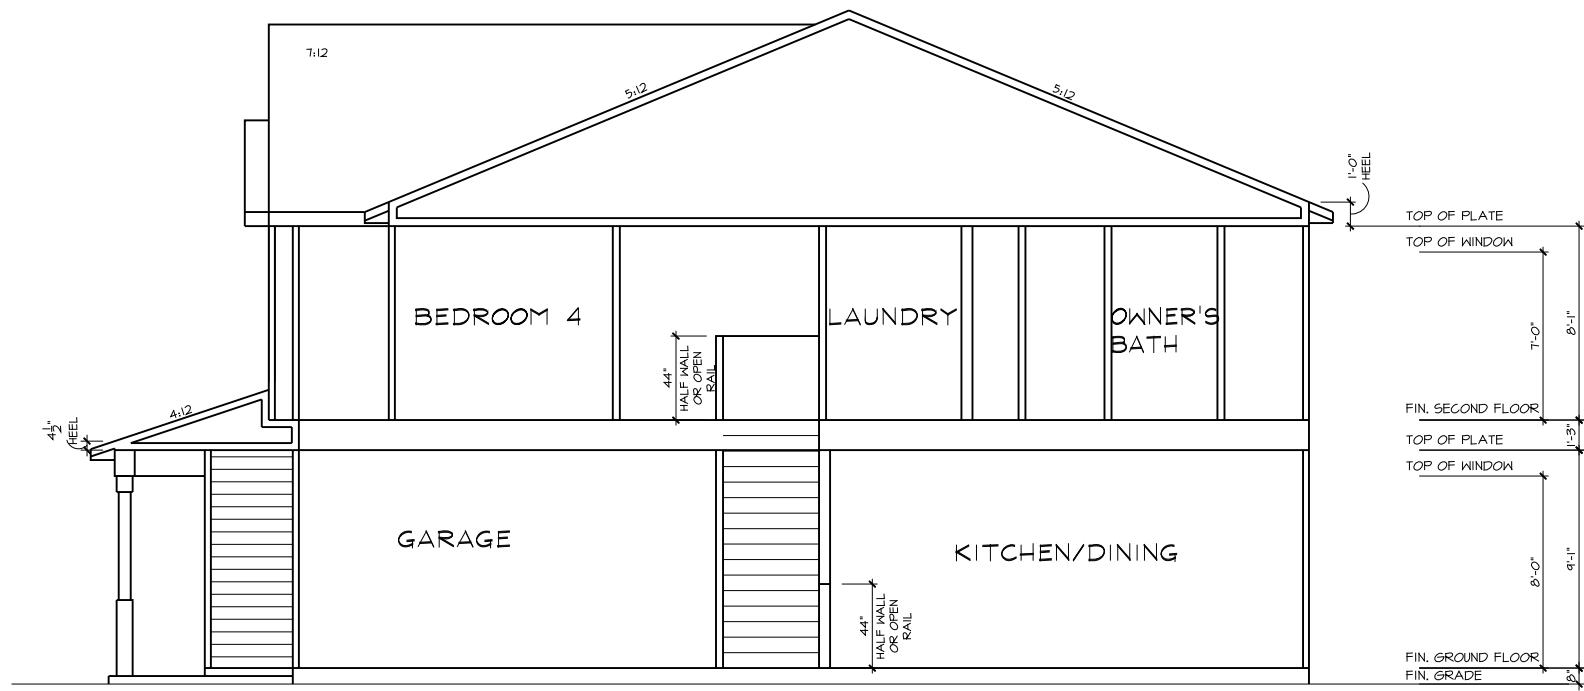 7:12
5:12
5:12
1'-0"
HEEL
TOP OF PLATE
TOP OF WINDOW
BEDROOM 4
LAUNDRY
OWNER'S
BATH
7'-0"
8'-1"
44"
HALF WALL
OR OPEN
RAIL
4:12
4½"
HEEL
FIN. SECOND FLOOR
1'-3"
TOP OF PLATE
TOP OF WINDOW
GARAGE
KITCHEN/DINING
8'-0"
9'-1"
44"
HALF WALL
OR OPEN
RAIL
FIN. GROUND FLOOR
FIN. GRADE
8"